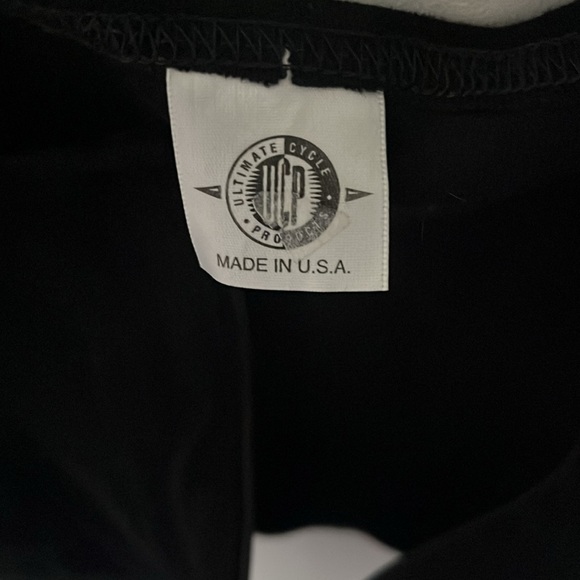 ULTIMATE CYCLE
UCP
PRODUCTS
MADE IN U.S.A.